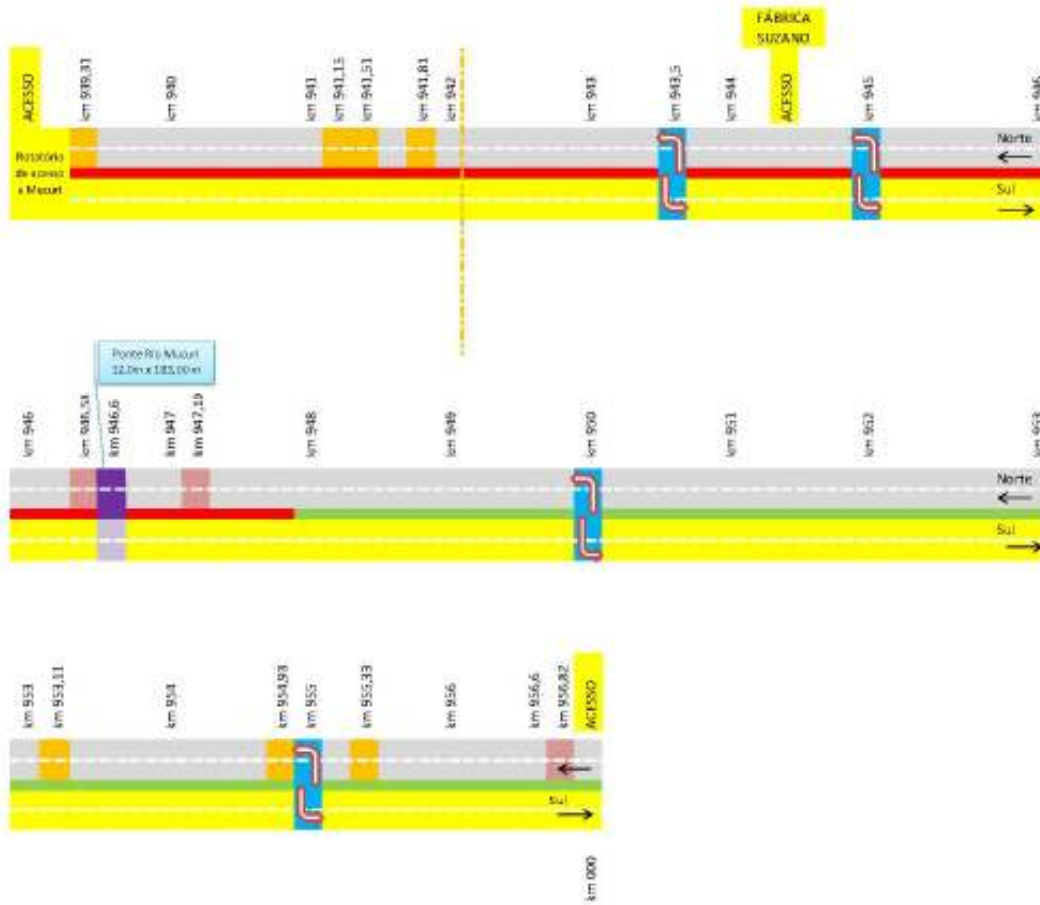 FÁBRICA
SUZANO
ACESSO
km 939,31
km 940
km 941
km 941,15
km 941,51
km 941,81
km 942
km 943
km 943,5
km 944
ACESSO
km 945
km 946
Rotatório
de acesso
a Mucuri
Norte
Sul
Ponte Rio Mucuri
km 946
km 946,6
km 947
km 947,19
km 948
km 949
km 950
km 951
km 952
km 953
Norte
Sul
km 953
km 953,11
km 954
km 954,93
km 955
km 955,33
km 956
km 956,6
km 956,82
ACESSO
Sul
km 000